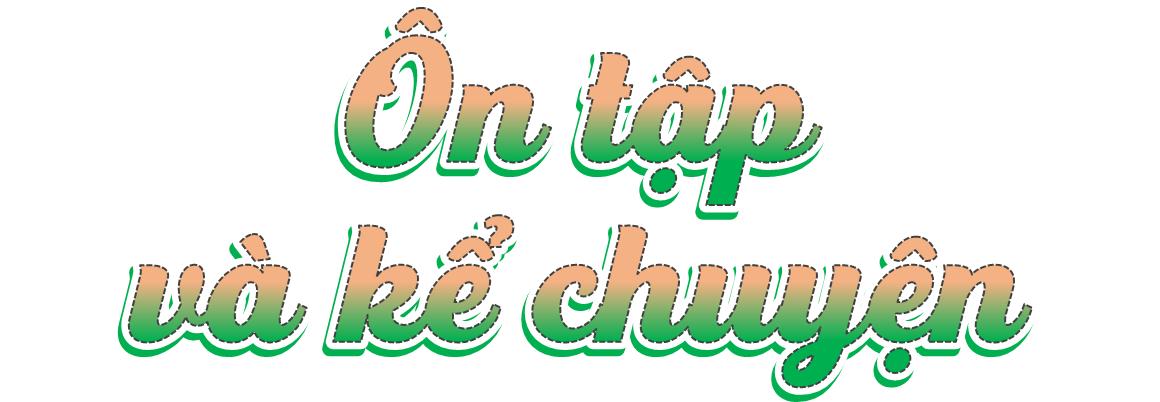 Ôn tập
và kể chuyện